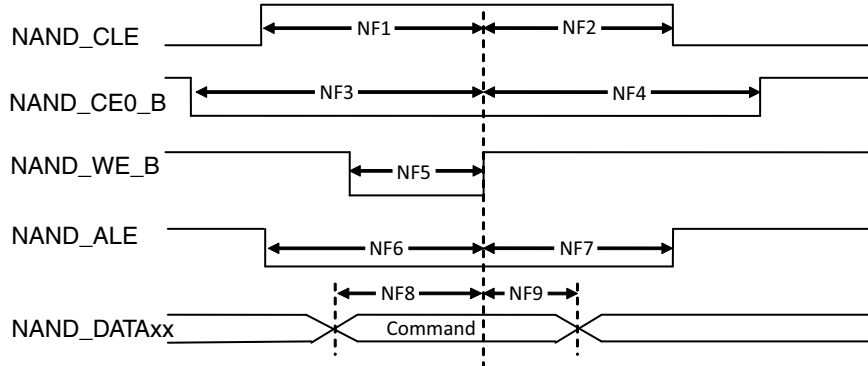 NAND_CLE
NF1 NF2
NAND_CE0_B
NF3 NF4
NAND_WE_B
NF5
NAND_ALE
NF6 NF7
NF8 NF9
NAND_DATAxx
Command